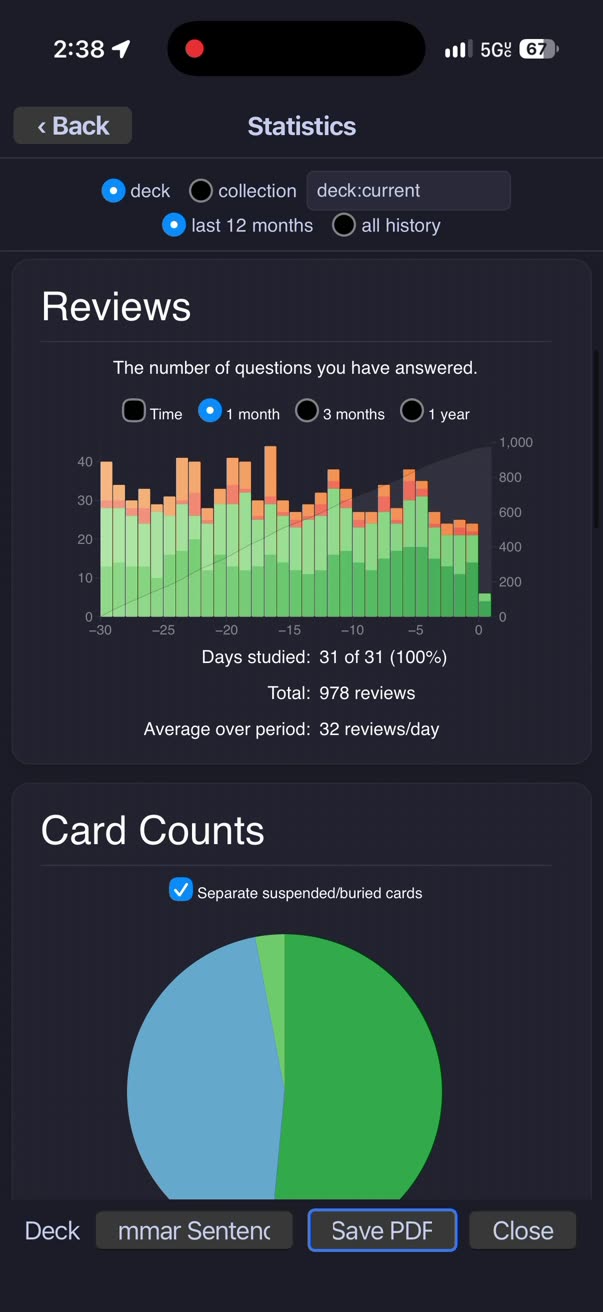 2:38 5G UC 67
‹ Back Statistics
deck collection deck:current
last 12 months all history
Reviews
The number of questions you have answered.
Time 1 month 3 months 1 year
1,000
40
800
30
600
20
400
10
200
0 0
−30 −25 −20 −15 −10 −5 0
Days studied: 31 of 31 (100%)
Total: 978 reviews
Average over period: 32 reviews/day
Card Counts
Separate suspended/buried cards
Deck mmar Sentenc Save PDF Close